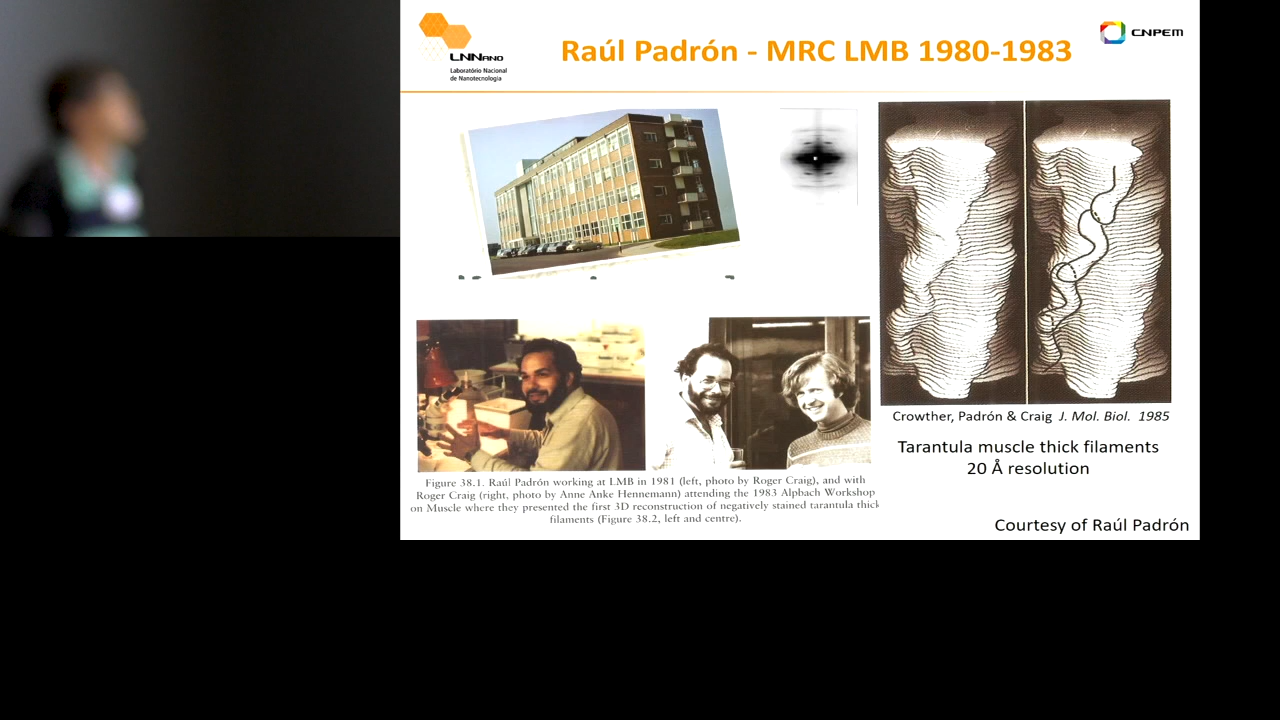 LNNANO
Laboratório Nacional
de Nanotecnologia
Raúl Padrón - MRC LMB 1980-1983
CNPEM
Crowther, Padrón & Craig J. Mol. Biol. 1985
Tarantula muscle thick filaments
20 Å resolution
Figure 38.1. Raúl Padrón working at LMB in 1981 (left, photo by Roger Craig), and with
Roger Craig (right, photo by Anne Anke Hennemann) attending the 1983 Alpbach Workshop
on Muscle where they presented the first 3D reconstruction of negatively stained tarantula thick
filaments (Figure 38.2, left and centre).
Courtesy of Raúl Padrón